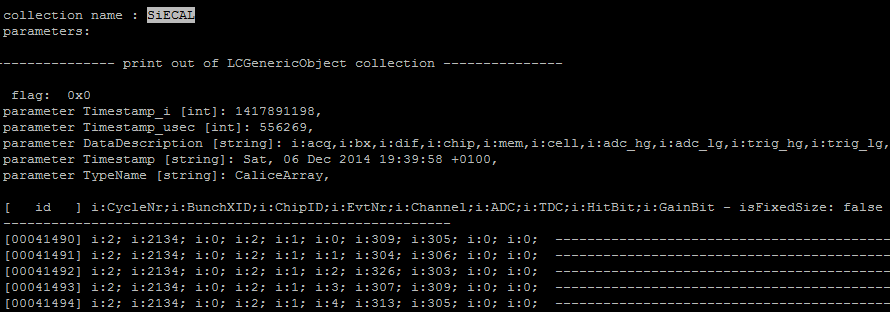 collection name : SiECAL
parameters:
--------------- print out of LCGenericObject collection ---------------
flag:  0x0
parameter Timestamp_i [int]: 1417891198,
parameter Timestamp_usec [int]: 556269,
parameter DataDescription [string]: i:acq,i:bx,i:dif,i:chip,i:mem,i:cell,i:adc_hg,i:adc_lg,i:trig_hg,i:trig_lg,
parameter Timestamp [string]: Sat, 06 Dec 2014 19:39:58 +0100,
parameter TypeName [string]: CaliceArray,
[   id   ] i:CycleNr;i:BunchXID;i:ChipID;i:EvtNr;i:Channel;i:ADC;i:TDC;i:HitBit;i:GainBit - isFixedSize: false
---------------------------------------------------------
[00041490] i:2; i:2134; i:0; i:2; i:1; i:0; i:309; i:305; i:0; i:0;  ------------------------------------------
[00041491] i:2; i:2134; i:0; i:2; i:1; i:1; i:304; i:306; i:0; i:0;  ------------------------------------------
[00041492] i:2; i:2134; i:0; i:2; i:1; i:2; i:326; i:303; i:0; i:0;  ------------------------------------------
[00041493] i:2; i:2134; i:0; i:2; i:1; i:3; i:307; i:309; i:0; i:0;  ------------------------------------------
[00041494] i:2; i:2134; i:0; i:2; i:1; i:4; i:313; i:305; i:0; i:0;  ------------------------------------------